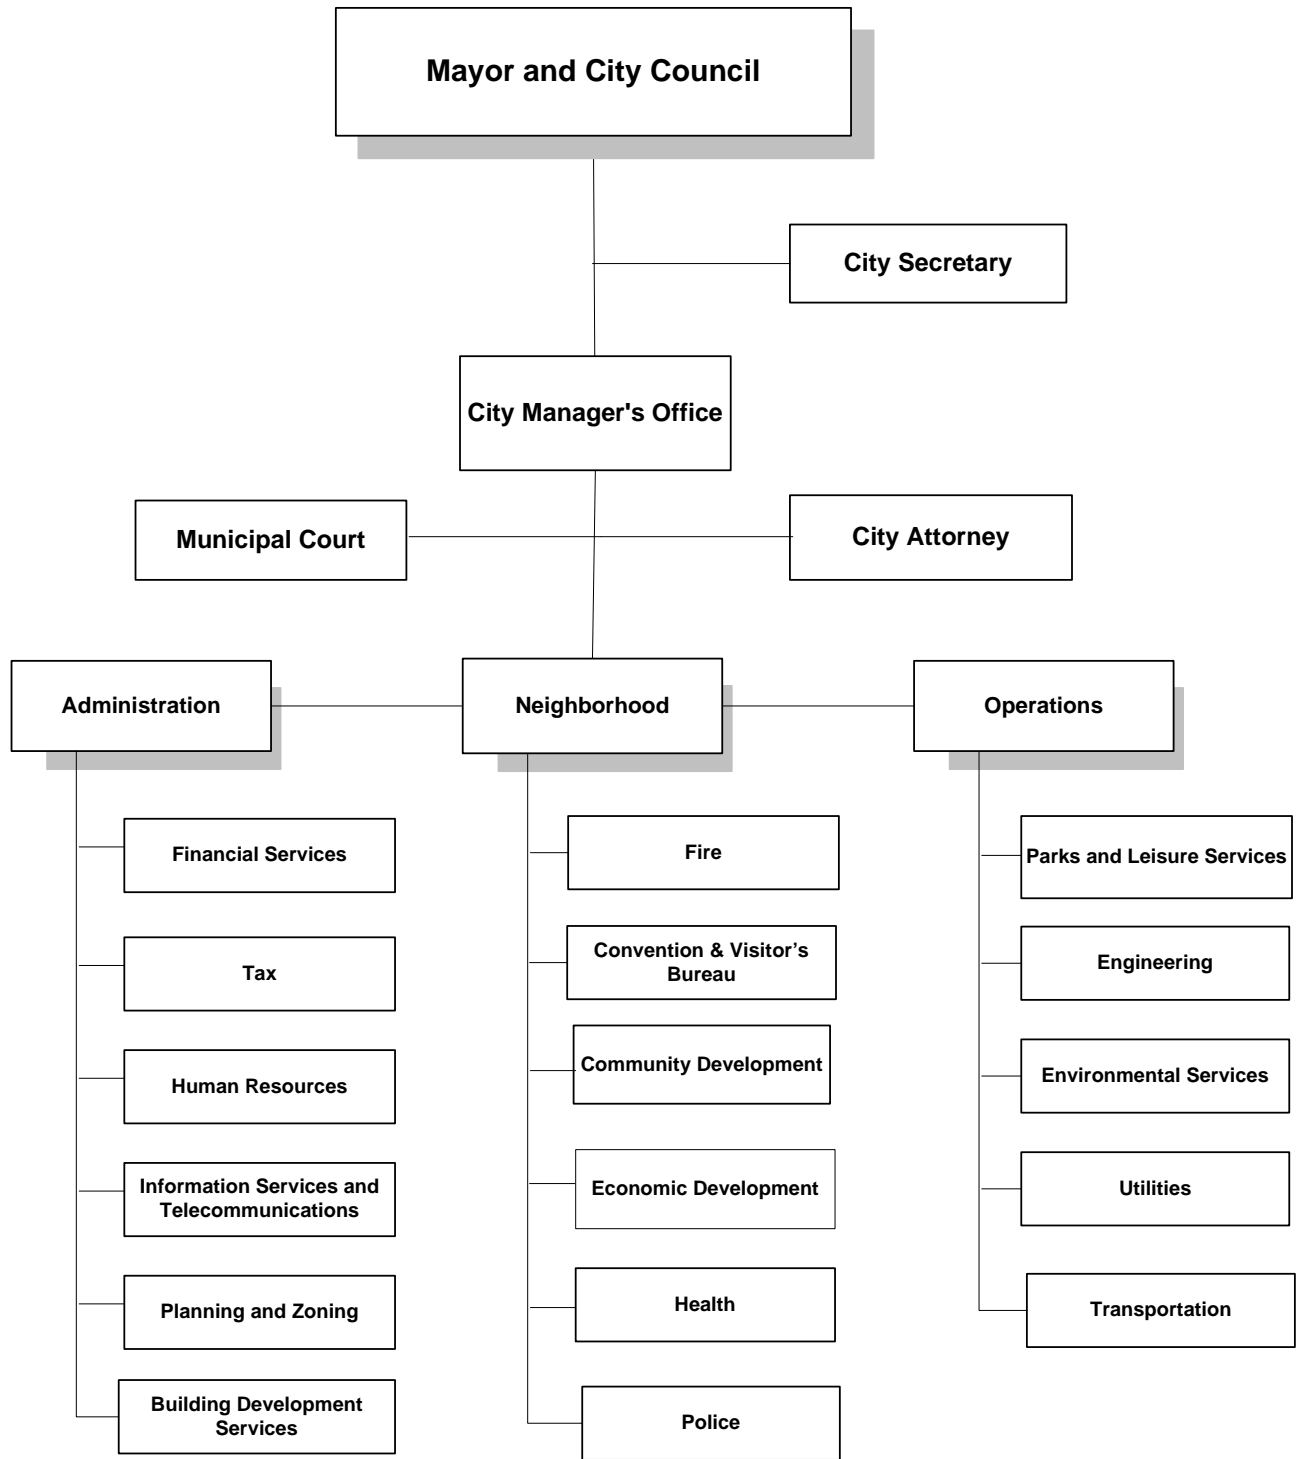 Mayor and City Council
City Secretary
City Manager's Office
Municipal Court
City Attorney
Administration
Neighborhood
Operations
Financial Services
Tax
Human Resources
Information Services and
Telecommunications
Planning and Zoning
Building Development
Services
Fire
Convention & Visitor’s
Bureau
Community Development
Economic Development
Health
Police
Parks and Leisure Services
Engineering
Environmental Services
Utilities
Transportation